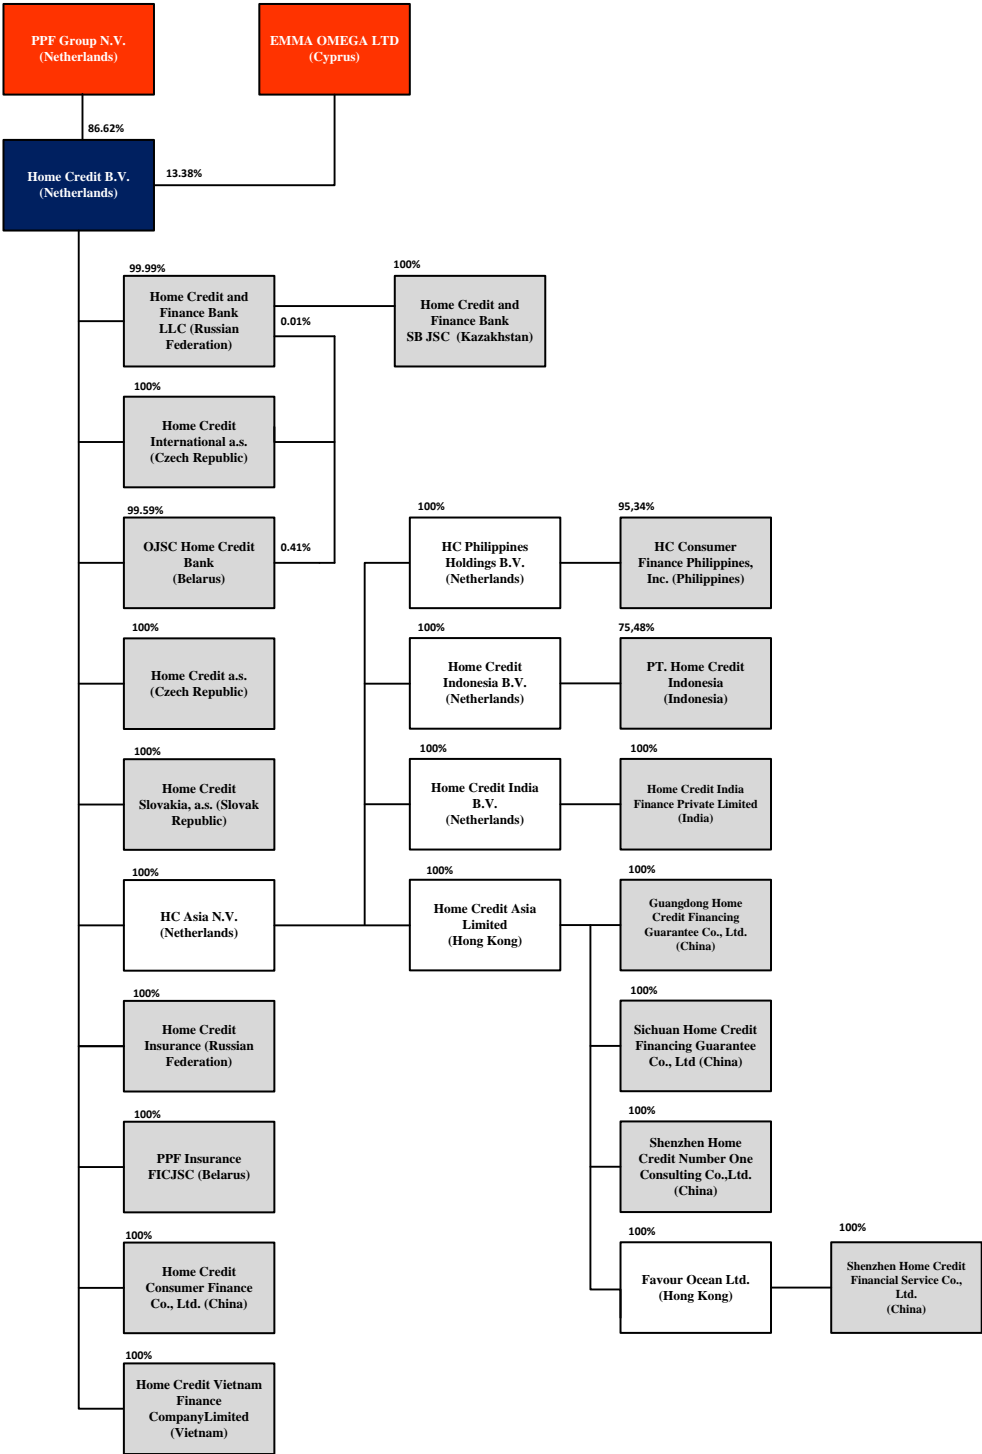 PPF Group N.V.
(Netherlands)
EMMA OMEGA LTD
(Cyprus)
86.62%
Home Credit B.V.
(Netherlands)
13.38%
99.99%
Home Credit and
Finance Bank
LLC (Russian
Federation)
0.01%
100%
Home Credit and
Finance Bank
SB JSC (Kazakhstan)
100%
Home Credit
International a.s.
(Czech Republic)
99.59%
OJSC Home Credit
Bank
(Belarus)
0.41%
100%
HC Philippines
Holdings B.V.
(Netherlands)
95,34%
HC Consumer
Finance Philippines,
Inc. (Philippines)
100%
Home Credit a.s.
(Czech Republic)
100%
Home Credit
Indonesia B.V.
(Netherlands)
75,48%
PT. Home Credit
Indonesia
(Indonesia)
100%
Home Credit
Slovakia, a.s. (Slovak
Republic)
100%
Home Credit India
B.V.
(Netherlands)
100%
Home Credit India
Finance Private Limited
(India)
100%
HC Asia N.V.
(Netherlands)
100%
Home Credit Asia
Limited
(Hong Kong)
100%
Guangdong Home
Credit Financing
Guarantee Co., Ltd.
(China)
100%
Home Credit
Insurance (Russian
Federation)
100%
Sichuan Home Credit
Financing Guarantee
Co., Ltd (China)
100%
PPF Insurance
FICJSC (Belarus)
100%
Shenzhen Home
Credit Number One
Consulting Co.,Ltd.
(China)
100%
Home Credit
Consumer Finance
Co., Ltd. (China)
100%
Favour Ocean Ltd.
(Hong Kong)
100%
Shenzhen Home Credit
Financial Service Co.,
Ltd.
(China)
100%
Home Credit Vietnam
Finance
CompanyLimited
(Vietnam)